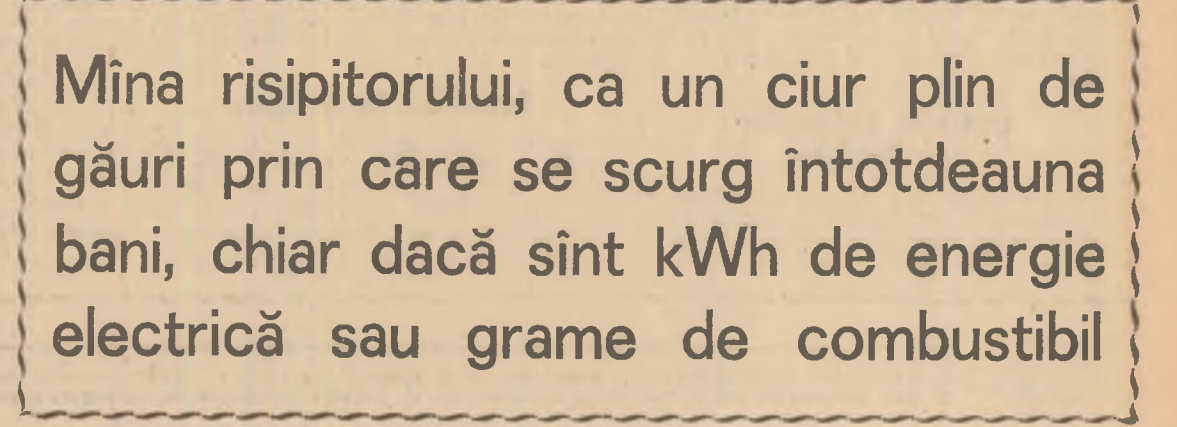 Mîna risipitorului, ca un ciur plin de
găuri prin care se scurg întotdeauna
bani, chiar dacă sînt kWh de energie
electrică sau grame de combustibil